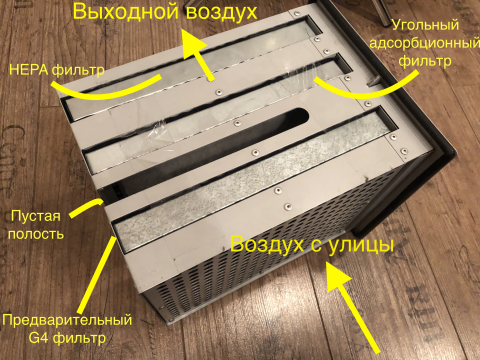 Выходной воздух
Угольный
адсорбционный
фильтр
HEPA фильтр
Пустая
полость
Воздух с улицы
Предварительный
G4 фильтр